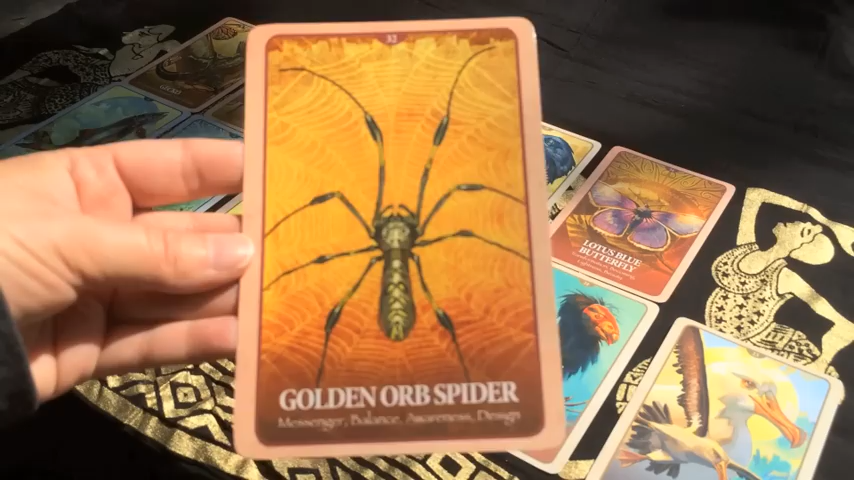 32
GOLDEN ORB SPIDER
Messenger, Balance, Awareness, Design
LOTUS BLUE
BUTTERFLY